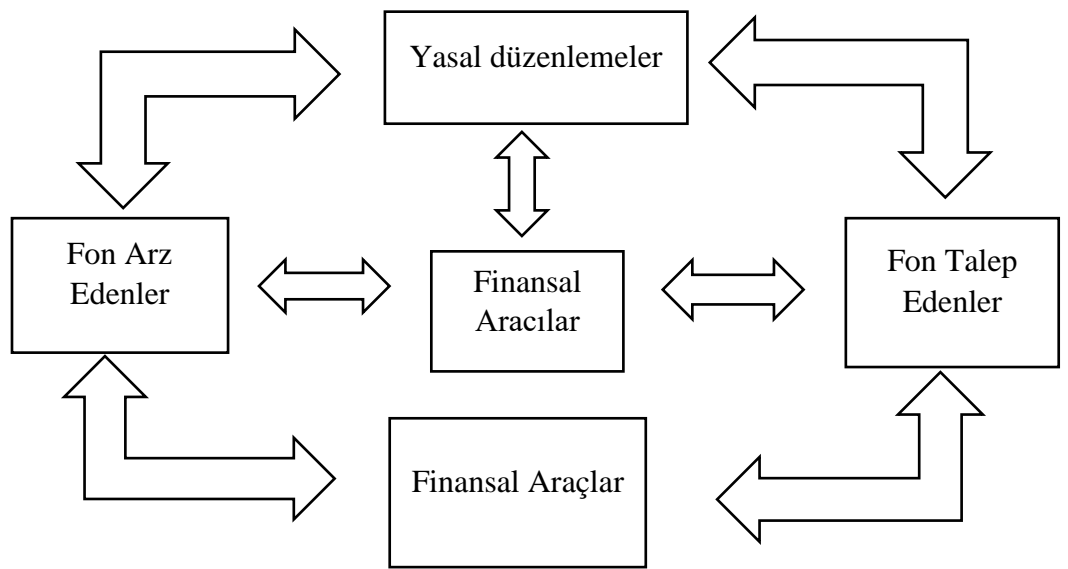 Yasal düzenlemeler
Fon Arz
Edenler
Finansal
Aracılar
Fon Talep
Edenler
Finansal Araçlar